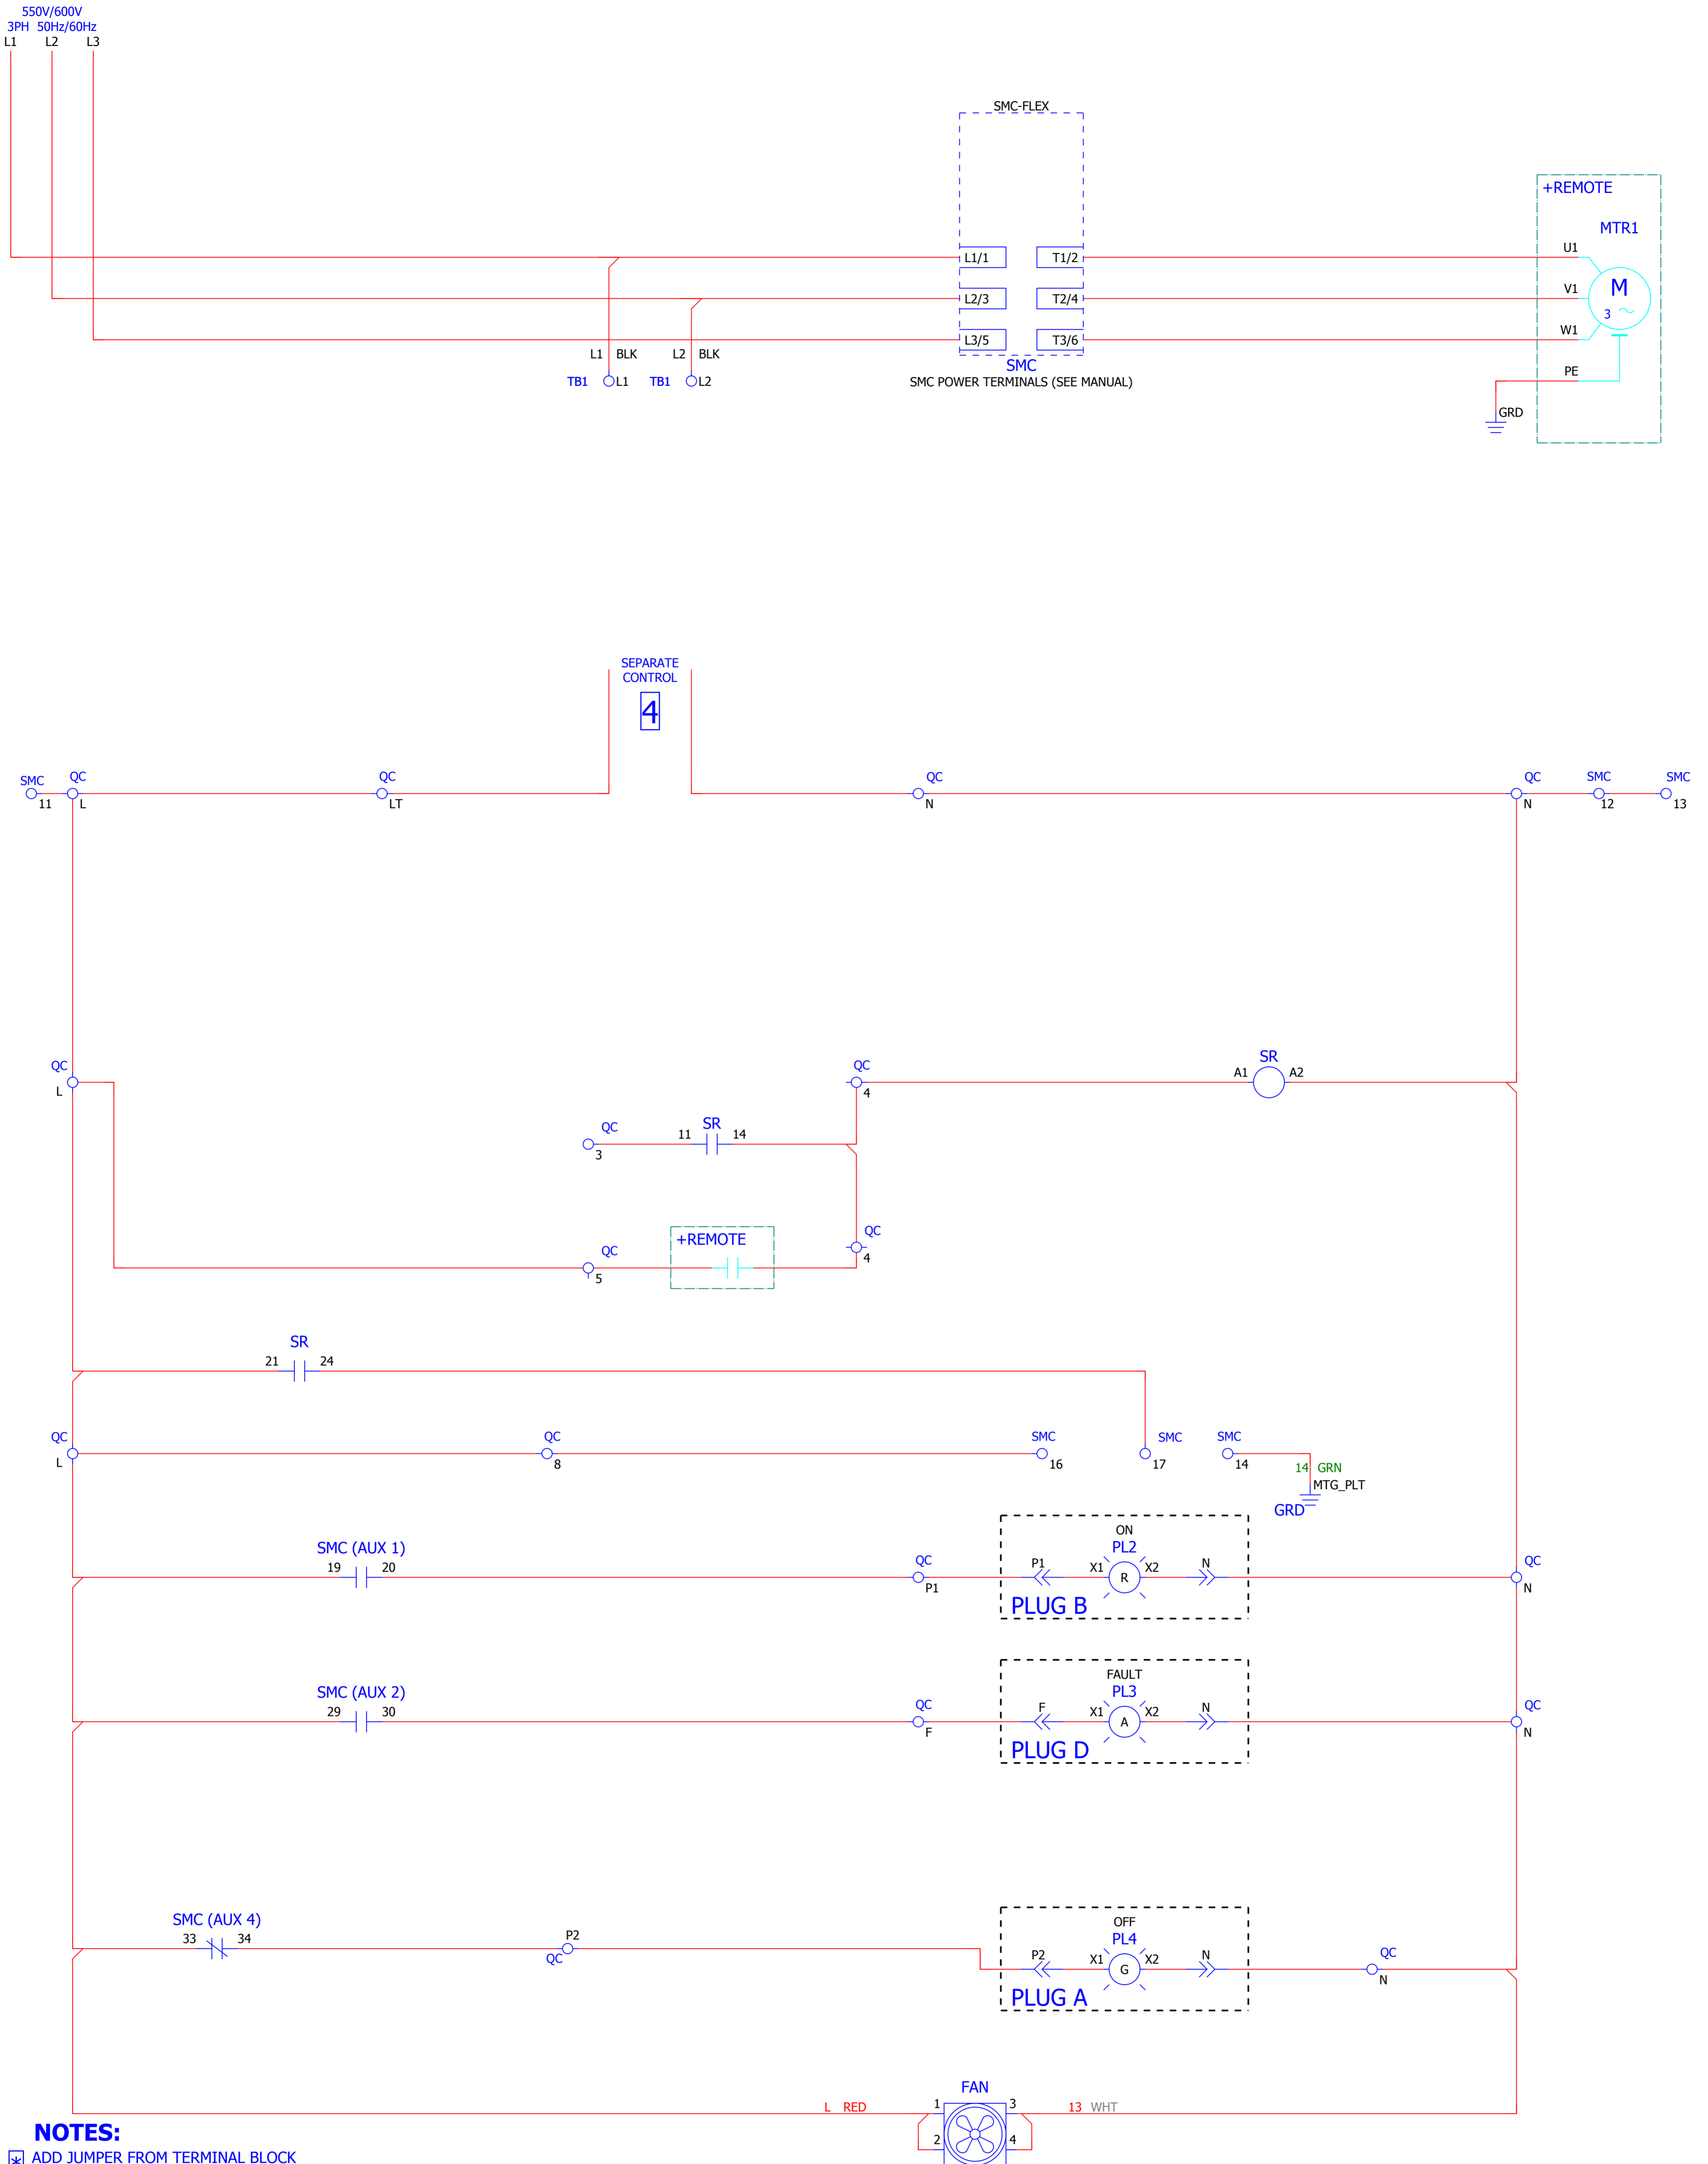 550V/600V
3PH 50Hz/60Hz
L1 L2 L3
SMC-FLEX
+REMOTE
MTR1
L1/1 T1/2 U1
L2/3 T2/4 V1 M
3
L3/5 T3/6 W1
L1 BLK L2 BLK
SMC
TB1 L1 TB1 L2
SMC POWER TERMINALS (SEE MANUAL)
PE
GRD
SEPARATE
CONTROL
4
SMC QC QC QC QC SMC SMC
11 L LT N N 12 13
QC QC SR
L 4 A1 A2
QC SR
3 11 14
QC +REMOTE QC
5 4
SR
21 24
QC QC SMC SMC SMC
L 8 16 17 14
14 GRN
MTG_PLT
GRD
ON
SMC (AUX 1) PL2
19 20 QC P1 X1 R X2 N QC
P1 N
PLUG B
FAULT
SMC (AUX 2) PL3
29 30 QC F X1 A X2 N QC
F N
PLUG D
OFF
SMC (AUX 4) PL4
33 34 P2 P2 X1 G X2 N QC
QC N
PLUG A
FAN
L RED 1 3 13 WHT
2 4
NOTES:
* ADD JUMPER FROM TERMINAL BLOCK